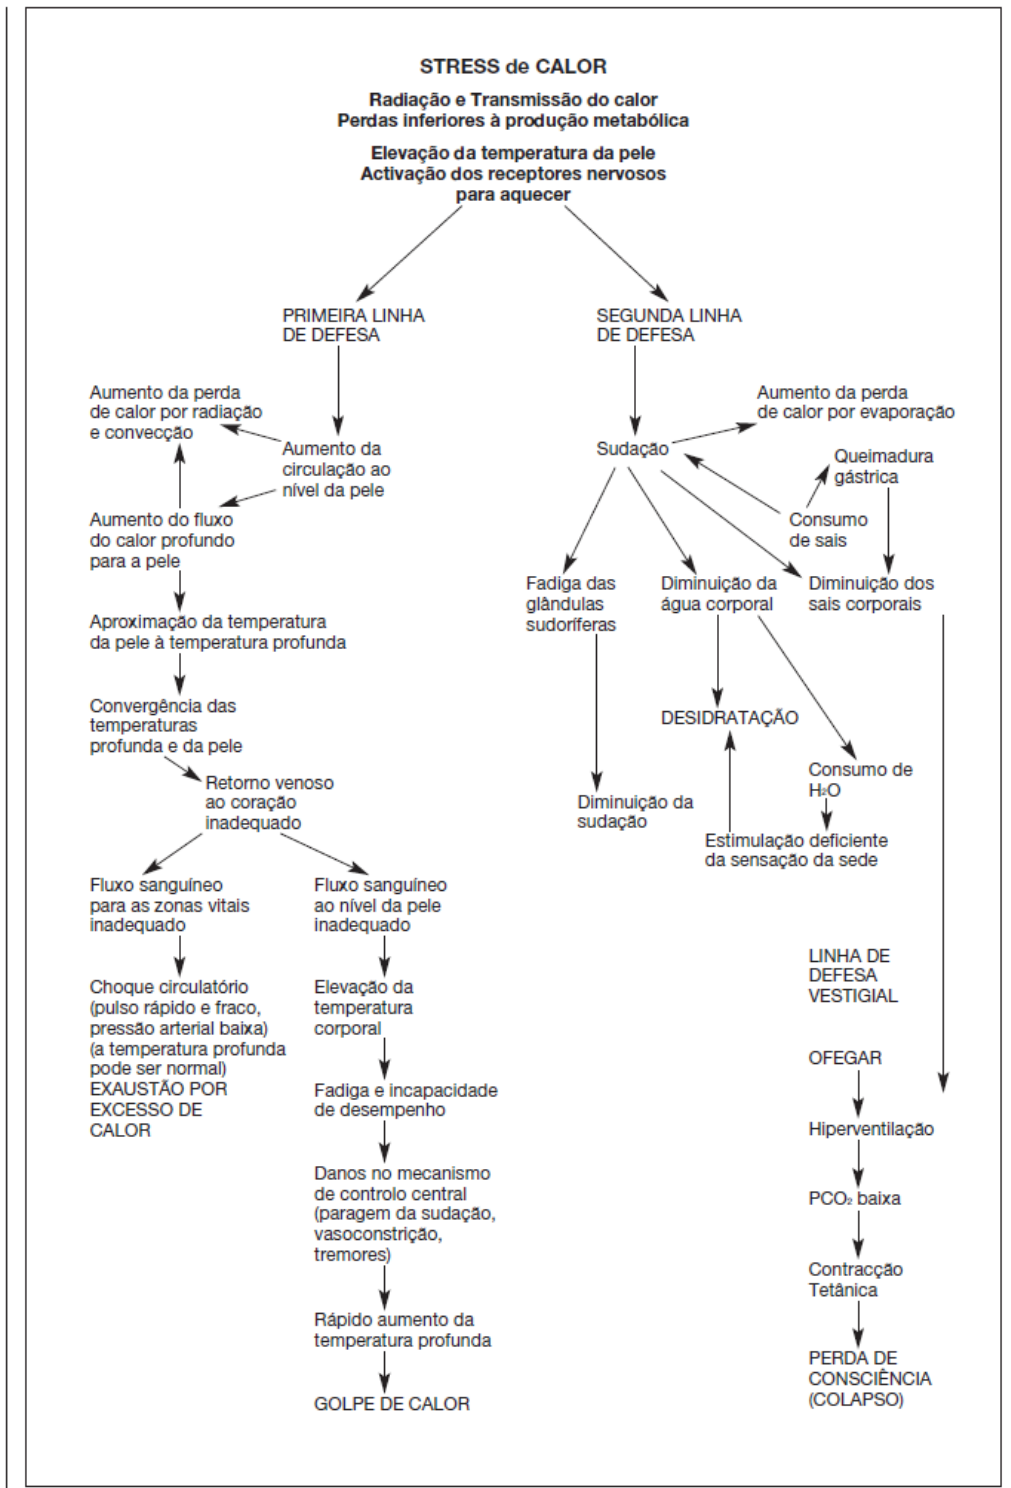 STRESS de CALOR
Radiação e Transmissão do calor
Perdas inferiores à produção metabólica
Elevação da temperatura da pele
Activação dos receptores nervosos
para aquecer
PRIMEIRA LINHA
DE DEFESA
Aumento da perda
de calor por radiação
e convecção
Aumento da
circulação ao
nível da pele
Aumento do fluxo
do calor profundo
para a pele
Aproximação da temperatura
da pele à temperatura profunda
Convergência das
temperaturas
profunda e da pele
Retorno venoso
ao coração
inadequado
Fluxo sanguíneo
para as zonas vitais
inadequado
Choque circulatório
(pulso rápido e fraco,
pressão arterial baixa)
(a temperatura profunda
pode ser normal)
EXAUSTÃO POR
EXCESSO DE
CALOR
Fluxo sanguíneo
ao nível da pele
inadequado
Elevação da
temperatura
corporal
Fadiga e incapacidade
de desempenho
Danos no mecanismo
de controlo central
(paragem da sudação,
vasoconstrição,
tremores)
Rápido aumento da
temperatura profunda
GOLPE DE CALOR
SEGUNDA LINHA
DE DEFESA
Aumento da perda
de calor por evaporação
Sudação
Queimadura
gástrica
Consumo
de sais
Fadiga das
glândulas
sudoríferas
Diminuição da
água corporal
Diminuição dos
sais corporais
DESIDRATAÇÃO
Consumo de
H₂O
Diminuição da
sudação
Estimulação deficiente
da sensação da sede
LINHA DE
DEFESA
VESTIGIAL
OFEGAR
Hiperventilação
PCO₂ baixa
Contracção
Tetânica
PERDA DE
CONSCIÊNCIA
(COLAPSO)